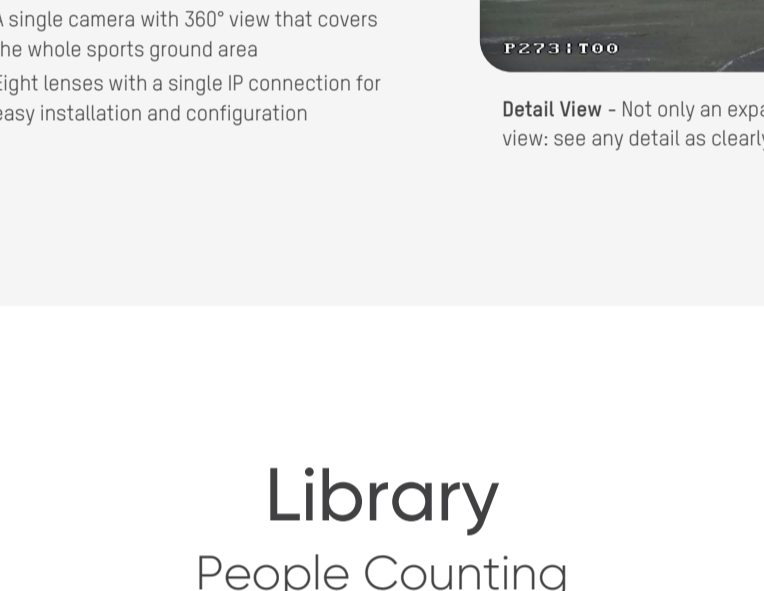 A single camera with 360° view that covers
the whole sports ground area
Eight lenses with a single IP connection for
easy installation and configuration
P273|T00
Detail View - Not only an expa
view: see any detail as clearly
Library
People Counting